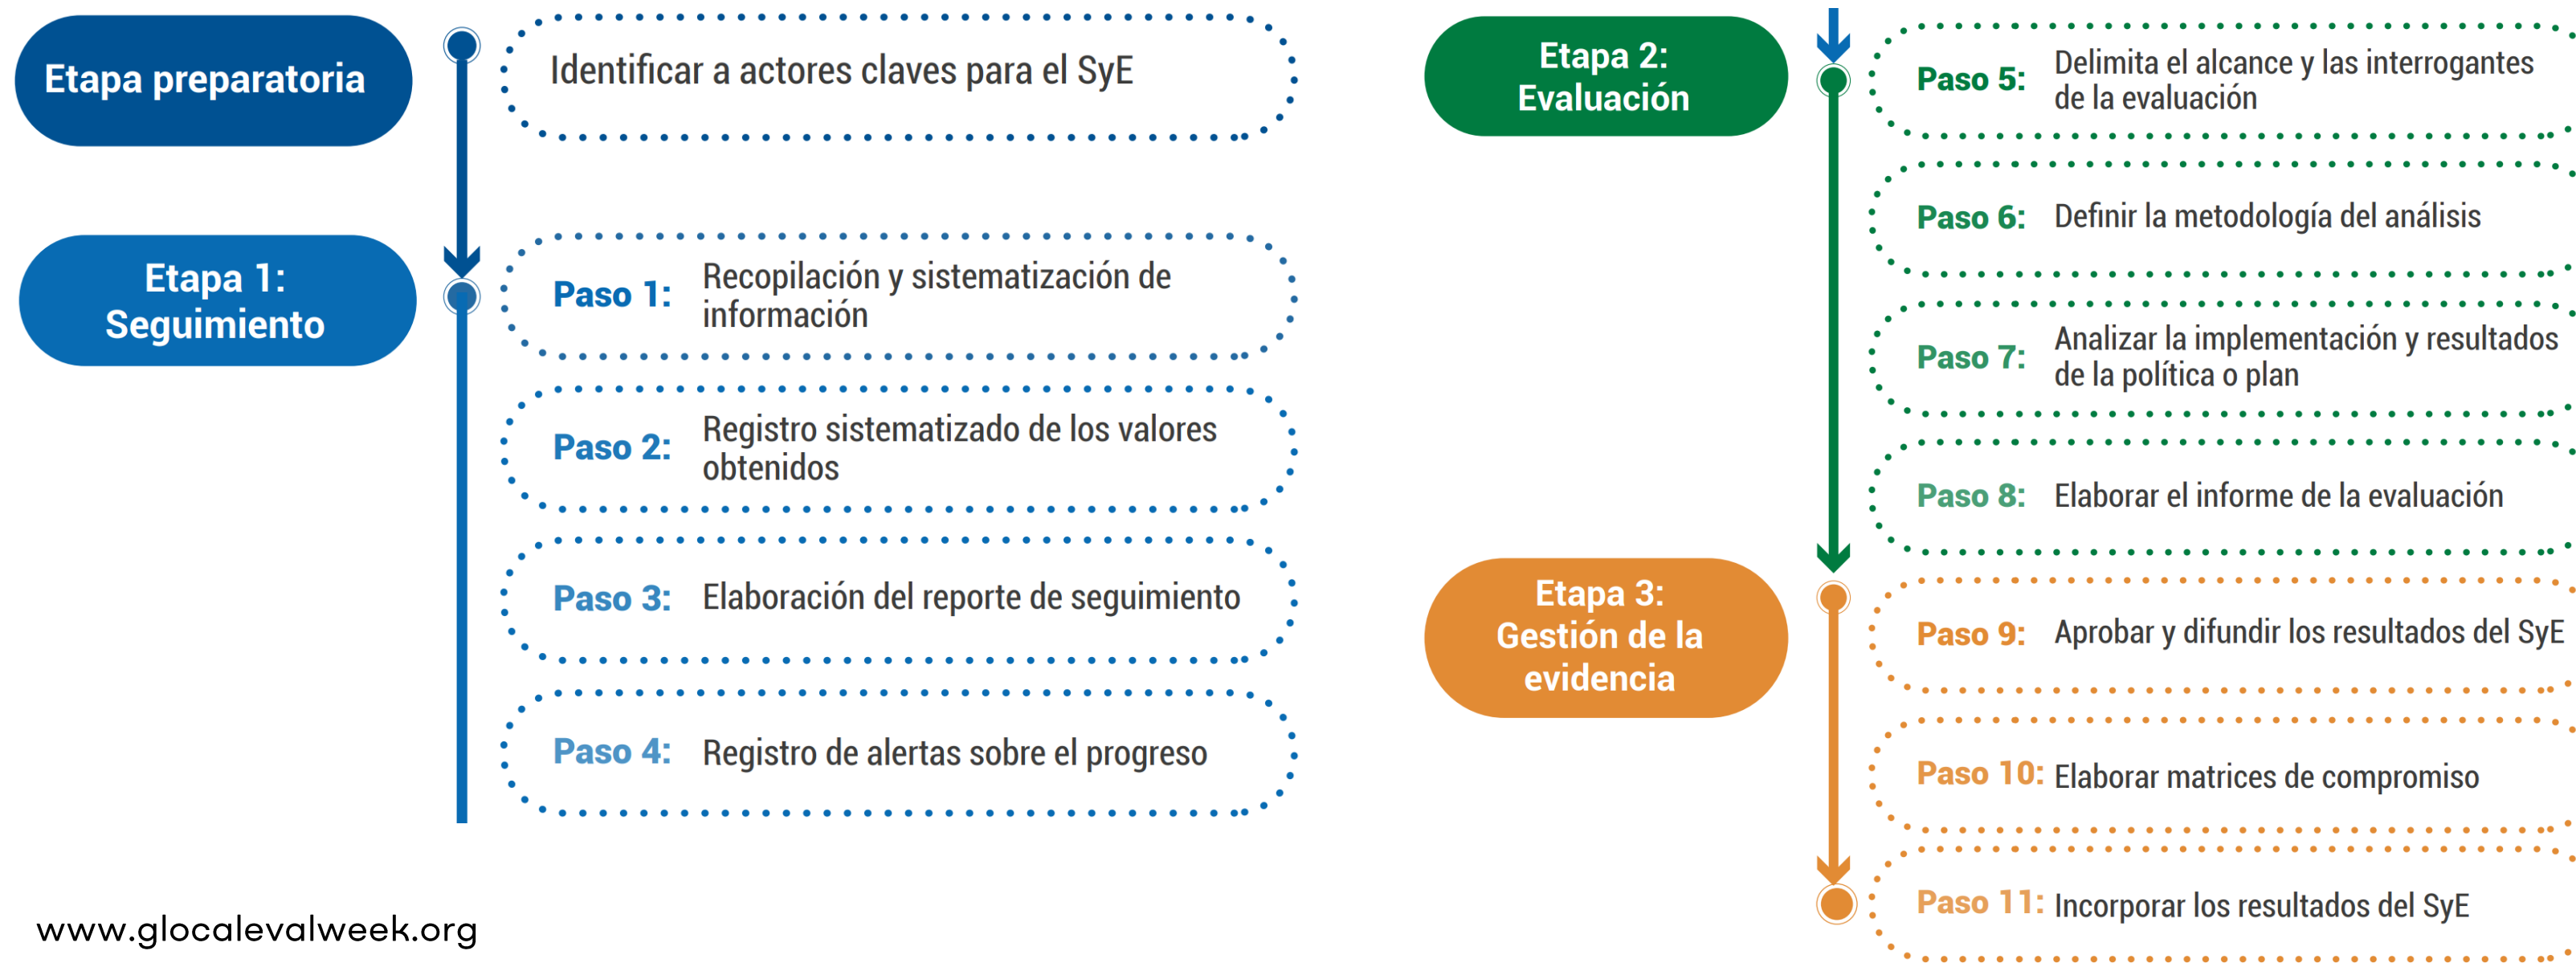 Etapa preparatoria
Identificar a actores claves para el SyE
Etapa 1:
Seguimiento
Paso 1:
Recopilación y sistematización de
información
Paso 2:
Registro sistematizado de los valores
obtenidos
Paso 3:
Elaboración del reporte de seguimiento
Paso 4:
Registro de alertas sobre el progreso
www.glocalevalweek.org
Etapa 2:
Evaluación
Paso 5:
Delimita el alcance y las interrogantes
de la evaluación
Paso 6:
Definir la metodología del análisis
Paso 7:
Analizar la implementación y resultados
de la política o plan
Paso 8:
Elaborar el informe de la evaluación
Etapa 3:
Gestión de la
evidencia
Paso 9:
Aprobar y difundir los resultados del SyE
Paso 10:
Elaborar matrices de compromiso
Paso 11:
Incorporar los resultados del SyE